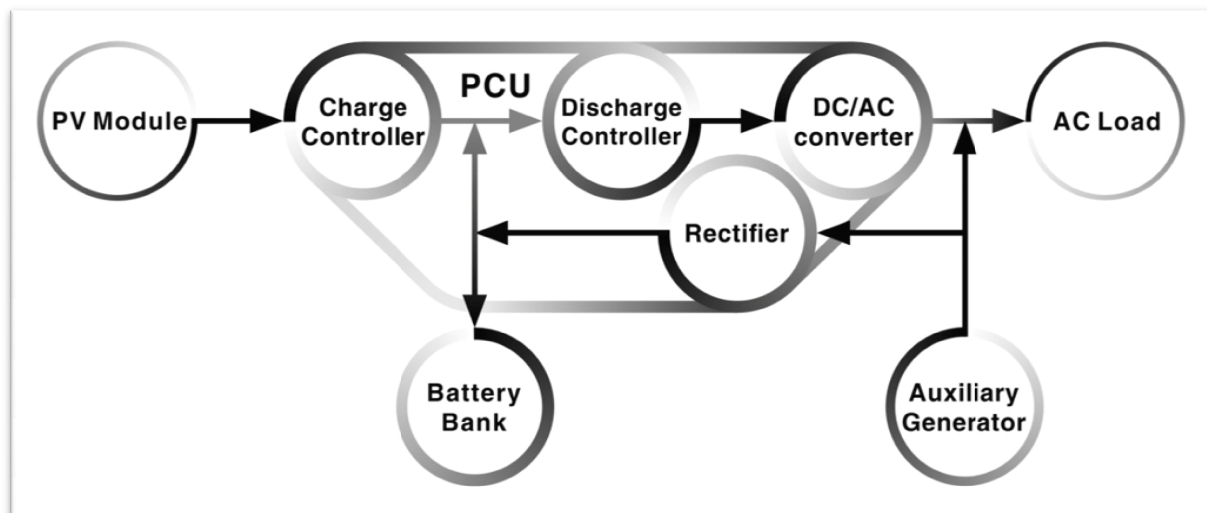 PV Module
Charge
Controller
PCU
Discharge
Controller
DC/AC
converter
AC Load
Rectifier
Battery
Bank
Auxiliary
Generator